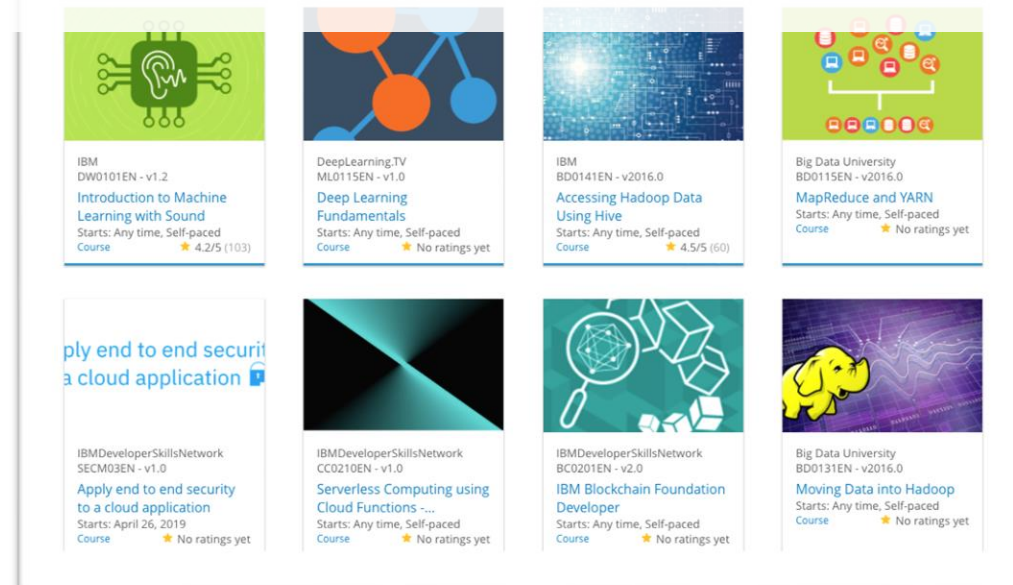 IBM
DW0101EN - v1.2
Introduction to Machine
Learning with Sound
Starts: Any time, Self-paced
Course
4.2/5 (103)
DeepLearning.TV
ML0115EN - v1.0
Deep Learning
Fundamentals
Starts: Any time, Self-paced
Course
No ratings yet
IBM
BD0141EN - v2016.0
Accessing Hadoop Data
Using Hive
Starts: Any time, Self-paced
Course
4.5/5 (60)
Big Data University
BD0115EN - v2016.0
MapReduce and YARN
Starts: Any time, Self-paced
Course
No ratings yet
ply end to end securit
a cloud application
IBMDeveloperSkillsNetwork
SECM03EN - v1.0
Apply end to end security
to a cloud application
Starts: April 26, 2019
Course
No ratings yet
IBMDeveloperSkillsNetwork
CC0210EN - v1.0
Serverless Computing using
Cloud Functions -...
Starts: Any time, Self-paced
Course
No ratings yet
IBMDeveloperSkillsNetwork
BC0201EN - v2.0
IBM Blockchain Foundation
Developer
Starts: Any time, Self-paced
Course
No ratings yet
Big Data University
BD0131EN - v2016.0
Moving Data into Hadoop
Starts: Any time, Self-paced
Course
No ratings yet